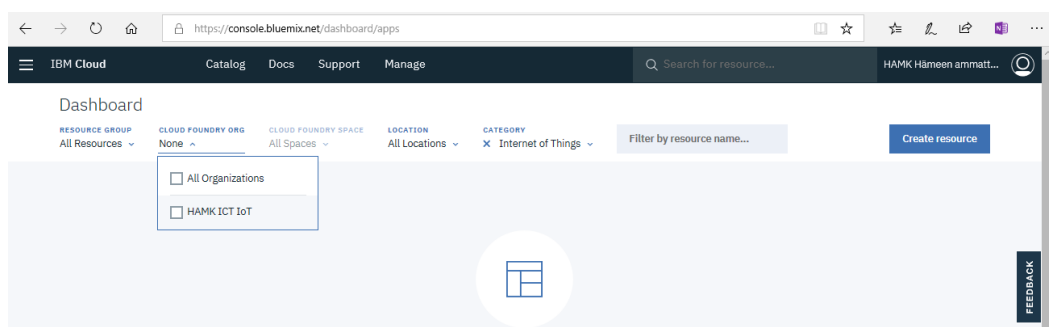 https://console.bluemix.net/dashboard/apps
IBM Cloud Catalog Docs Support Manage Search for resource... HAMK Hämeen ammatt...
Dashboard
RESOURCE GROUP CLOUD FOUNDRY ORG CLOUD FOUNDRY SPACE LOCATION CATEGORY
All Resources None All Spaces All Locations Internet of Things Filter by resource name... Create resource
All Organizations
HAMK ICT IoT
FEEDBACK